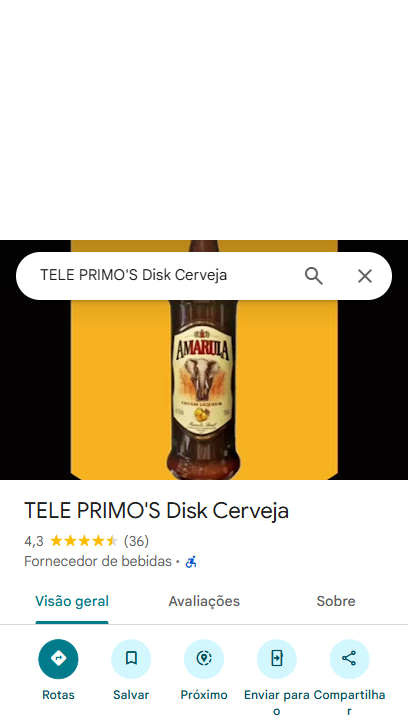 TELE PRIMO'S Disk Cerveja
AMARULA
CREAM LIQUEUR
TELE PRIMO'S Disk Cerveja
4,3 (36)
Fornecedor de bebidas ·
Visão geral Avaliações Sobre
Rotas Salvar Próximo Enviar para o Compartilhar